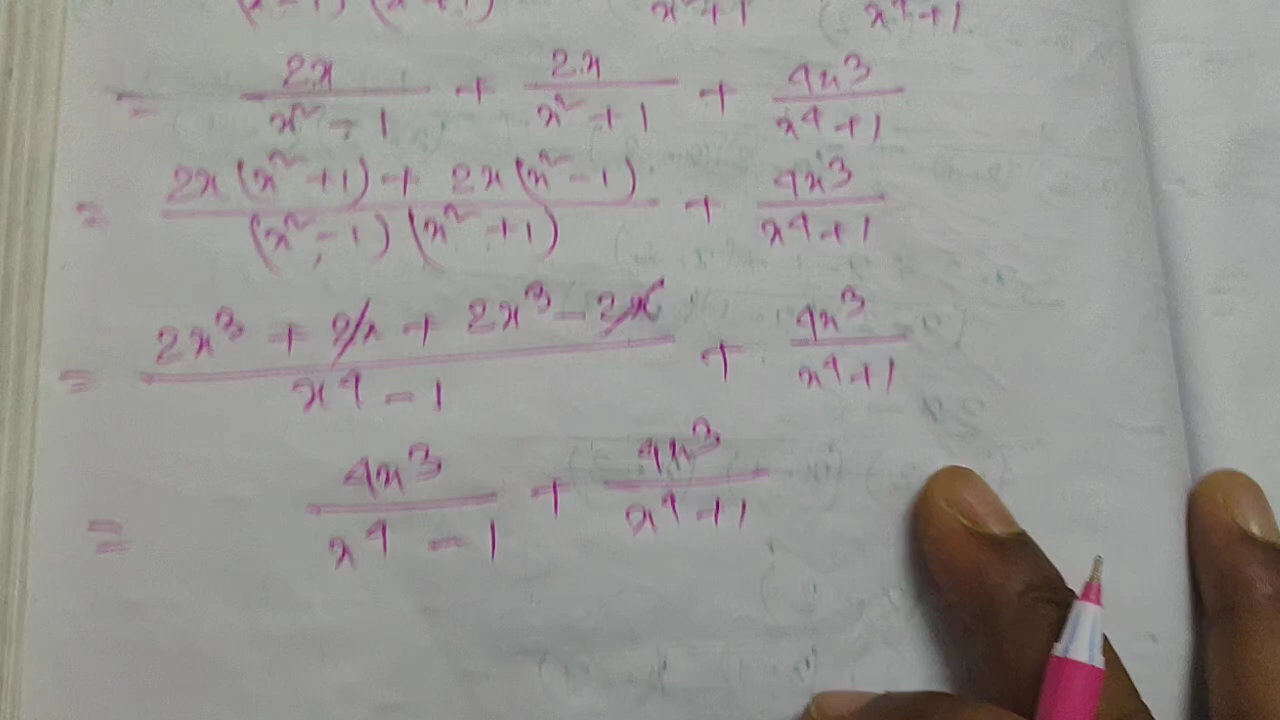 = 2x/(x² - 1) + 2x/(x² + 1) + 4x³/(x⁴ + 1)
= (2x(x² + 1) + 2x(x² - 1))/((x² - 1)(x² + 1)) + 4x³/(x⁴ + 1)
= (2x³ + 2x + 2x³ - 2x)/(x⁴ - 1) + 4x³/(x⁴ + 1)
= 4x³/(x⁴ - 1) + 4x³/(x⁴ + 1)